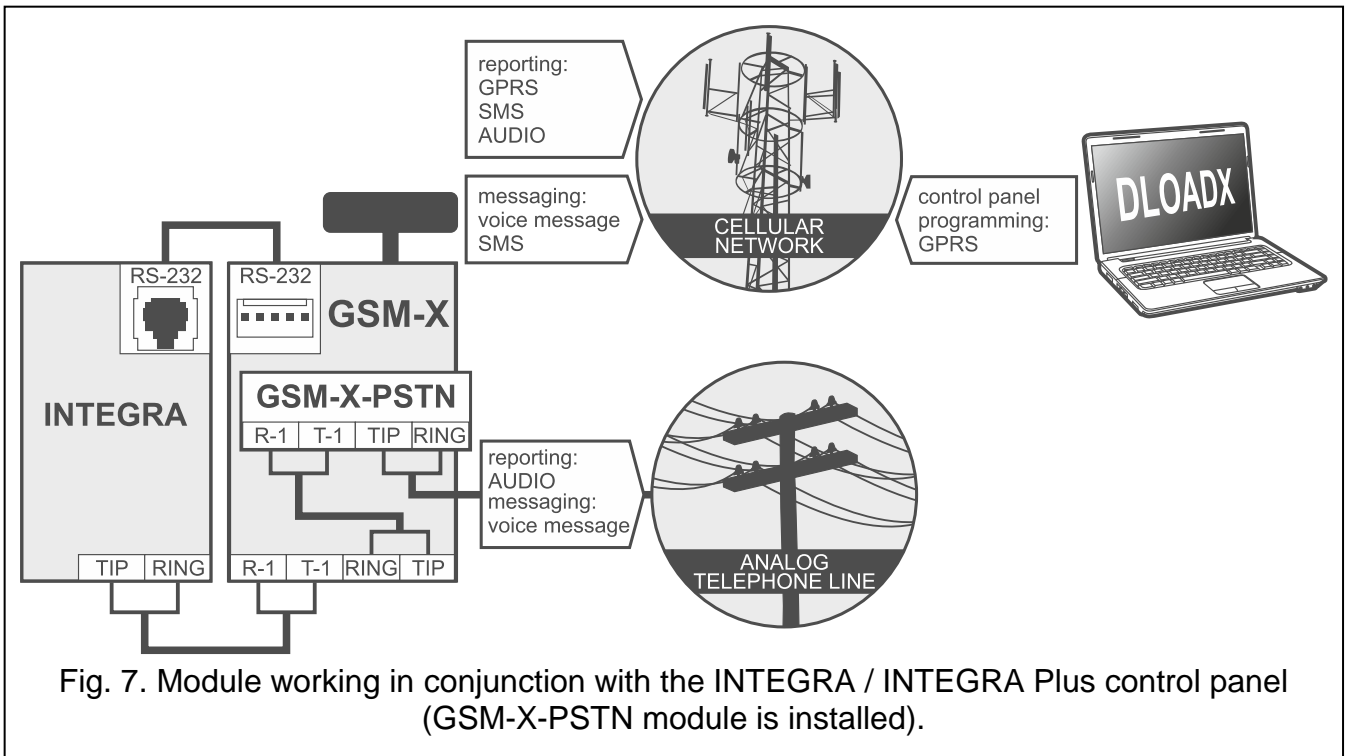 reporting:
GPRS
SMS
AUDIO
messaging:
voice message
SMS
CELLULAR
NETWORK
control panel
programming:
GPRS
DLOADX
RS-232
RS-232
GSM-X
INTEGRA
GSM-X-PSTN
R-1 T-1 TIP RING
reporting:
AUDIO
messaging:
voice message
ANALOG
TELEPHONE LINE
TIP RING
R-1 T-1 RING TIP
Fig. 7. Module working in conjunction with the INTEGRA / INTEGRA Plus control panel
(GSM-X-PSTN module is installed).